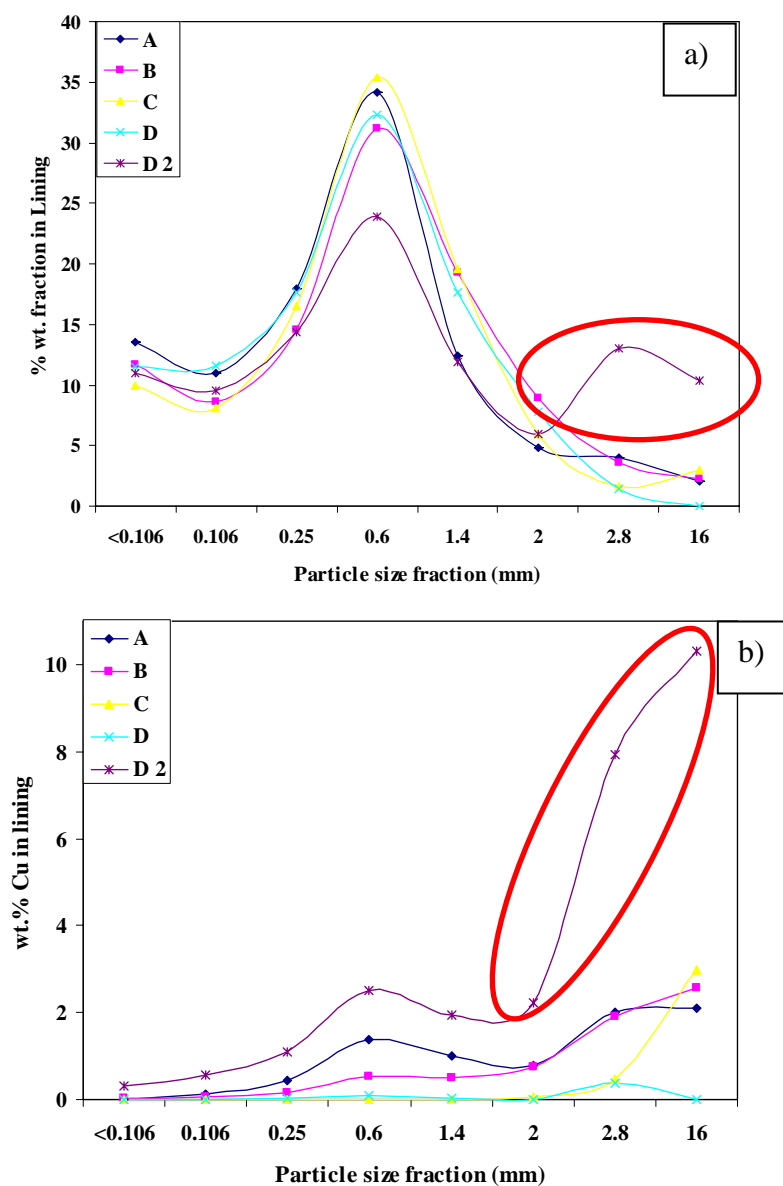 a)
A
B
C
D
D 2
% wt. fraction in Lining
40
35
30
25
20
15
10
5
0
<0.106 0.106 0.25 0.6 1.4 2 2.8 16
Particle size fraction (mm)
b)
A
B
C
D
D 2
wt.% Cu in lining
10
8
6
4
2
0
<0.106 0.106 0.25 0.6 1.4 2 2.8 16
Particle size fraction (mm)